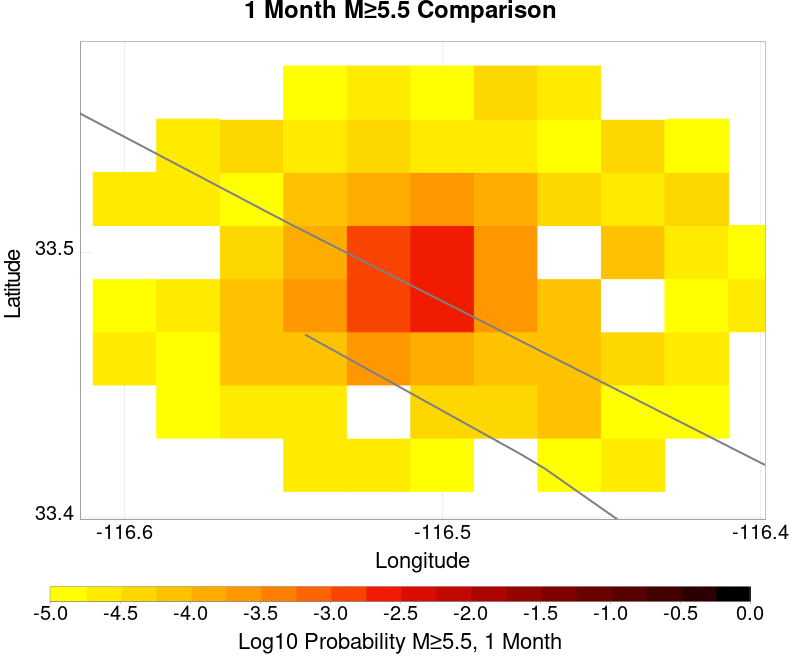 1 Month M≥5.5 Comparison
Latitude
33.5
33.4
-116.6 -116.5 -116.4
Longitude
-5.0 -4.5 -4.0 -3.5 -3.0 -2.5 -2.0 -1.5 -1.0 -0.5 0.0
Log10 Probability M≥5.5, 1 Month